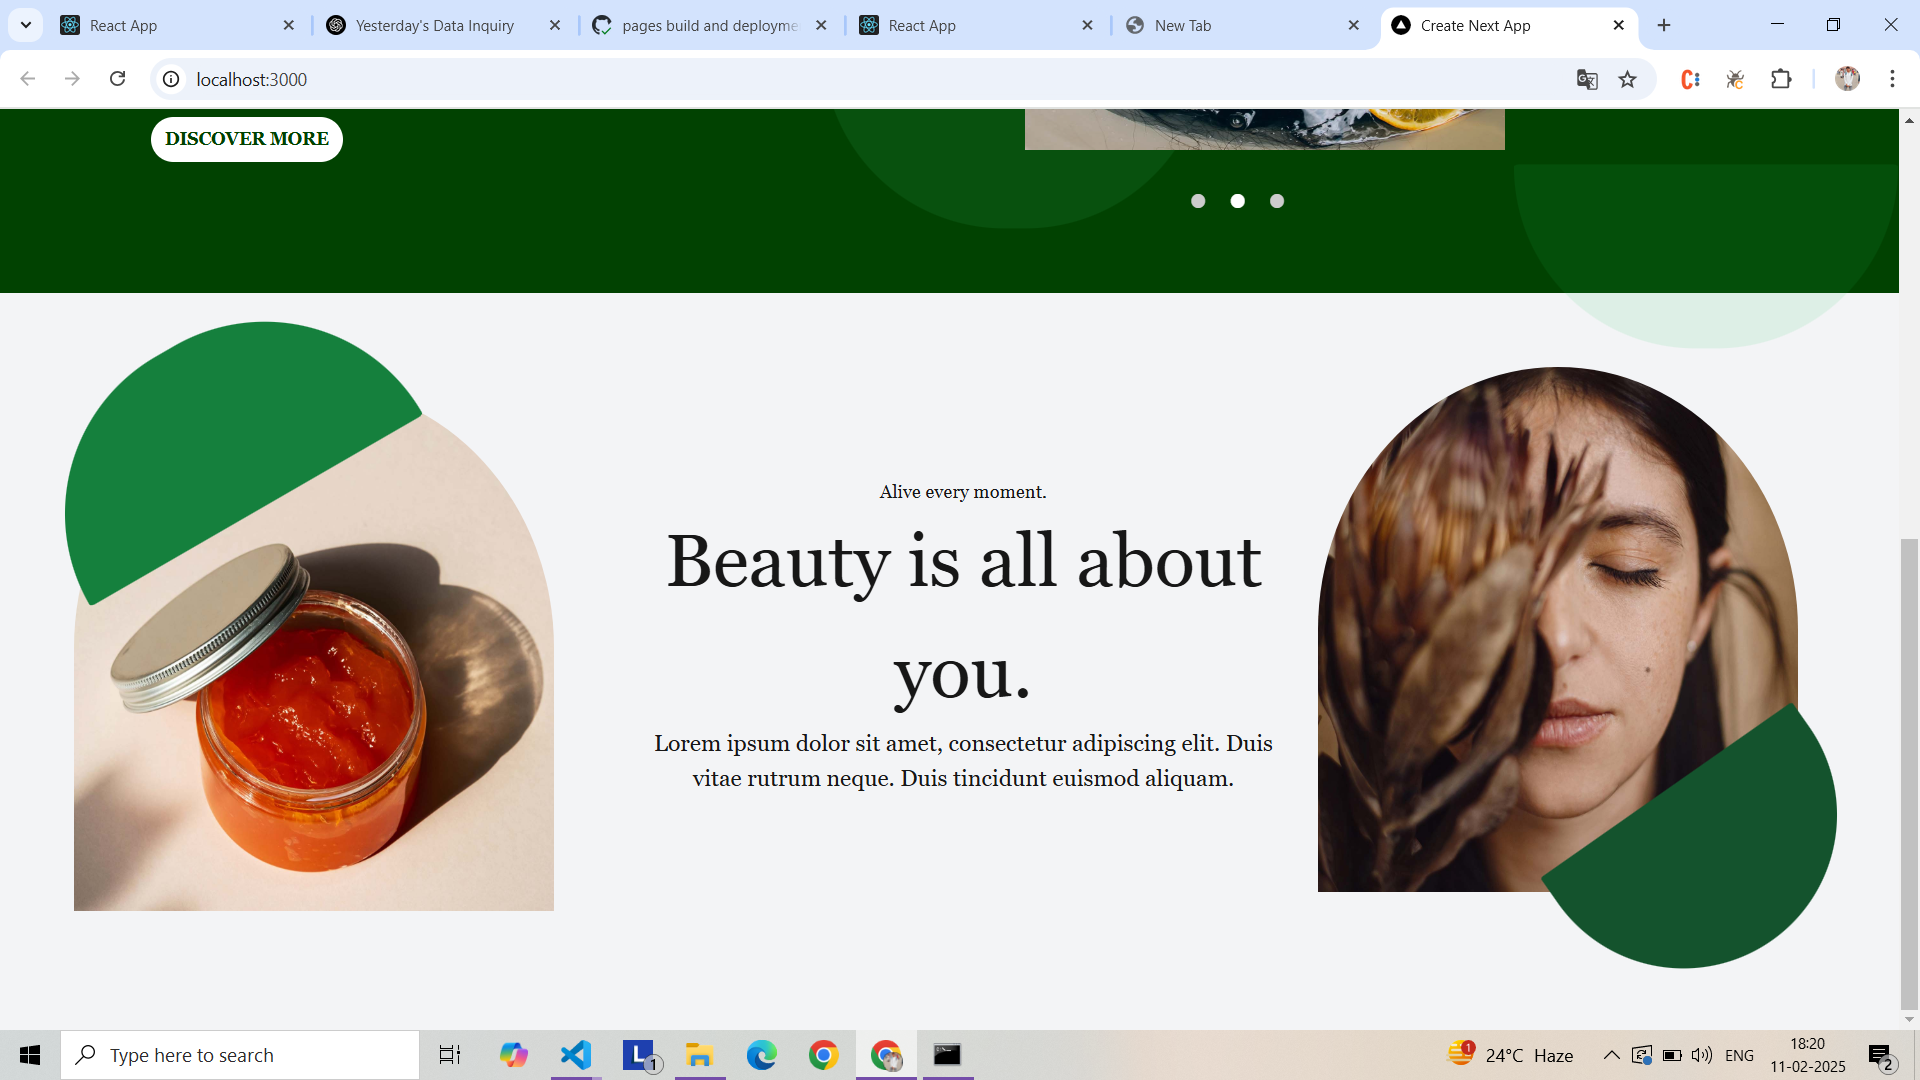 React App
Yesterday's Data Inquiry
pages build and deployme
React App
New Tab
Create Next App
localhost:3000
DISCOVER MORE
Alive every moment.
Beauty is all about
you.
Lorem ipsum dolor sit amet, consectetur adipiscing elit. Duis
vitae rutrum neque. Duis tincidunt euismod aliquam.
Type here to search
L 1
1
24°C Haze
ENG
18:20
11-02-2025
2